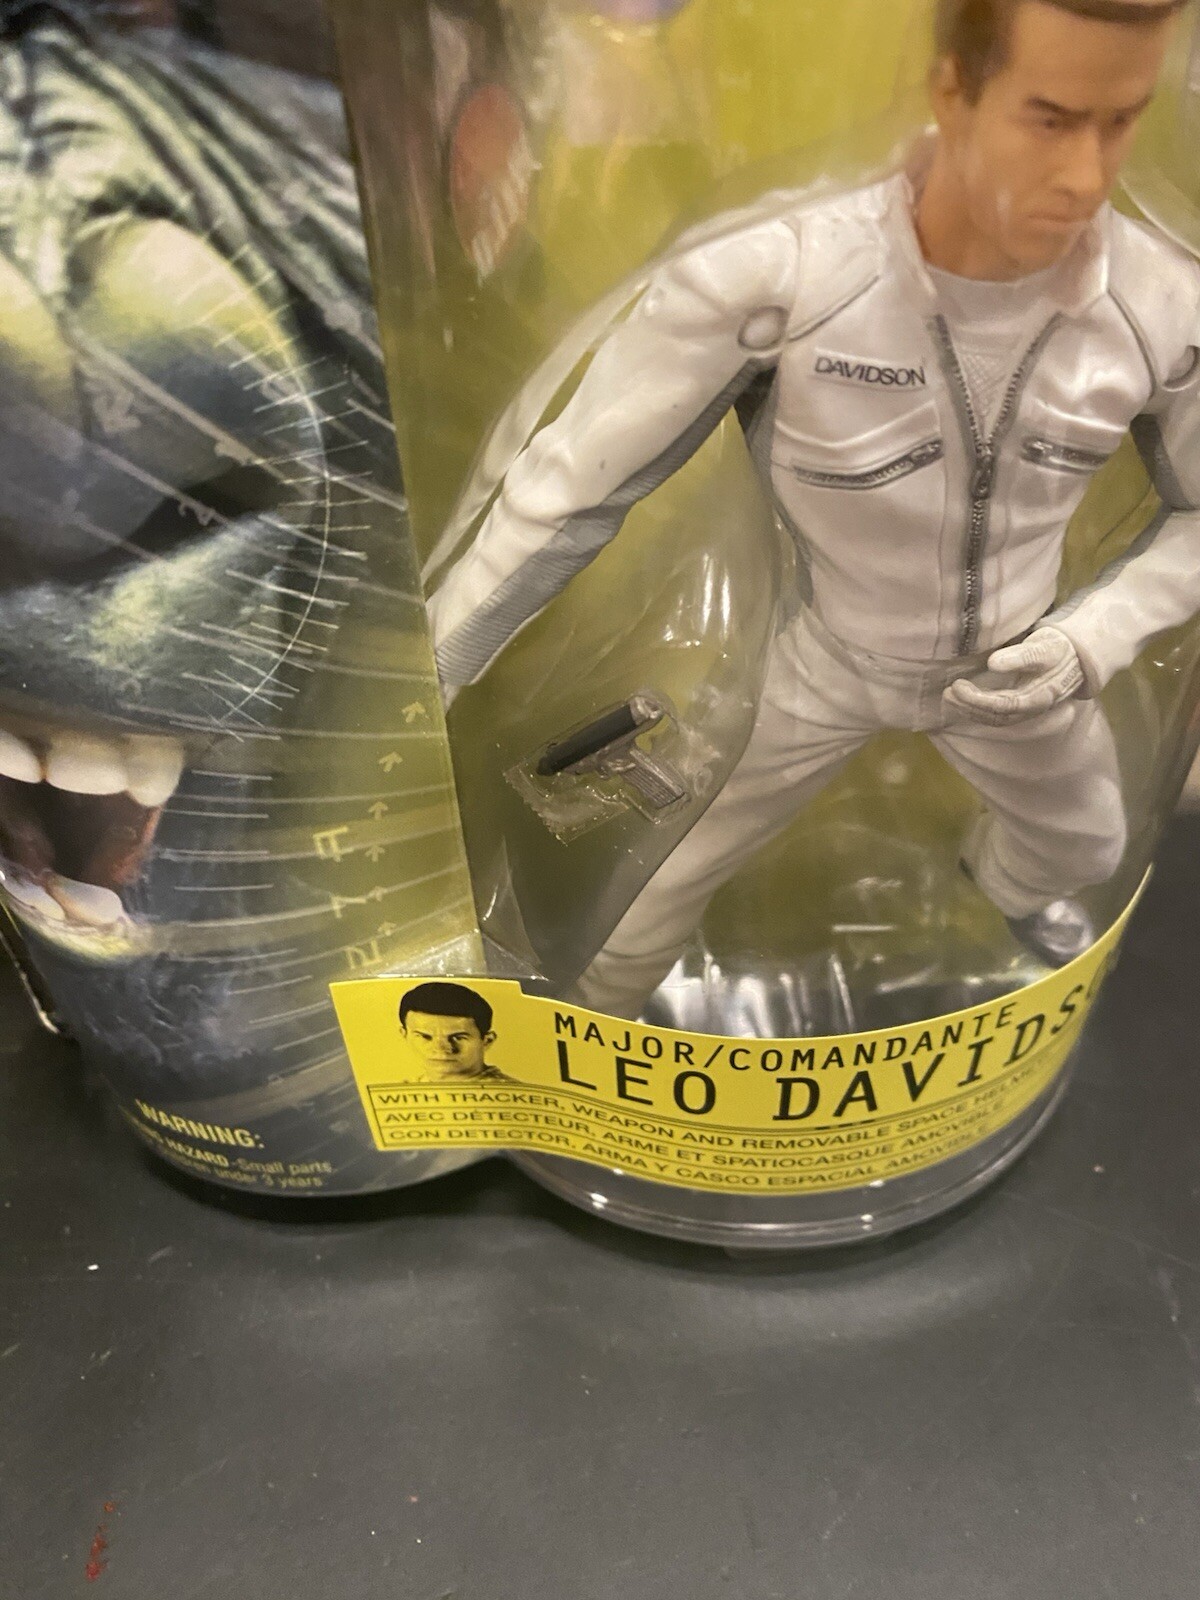 DAVIDSON
MAJOR/COMANDANTE
LEO DAVIDS
WITH TRACKER, WEAPON AND REMOVABLE SPACE HELMET
AVEC DÉTECTEUR, ARME ET SPATIOCASQUE AMOVIBLE
CON DETECTOR, ARMA Y CASCO ESPACIAL AMOVIBLE
WARNING:
HAZARD-Small parts.
children under 3 years